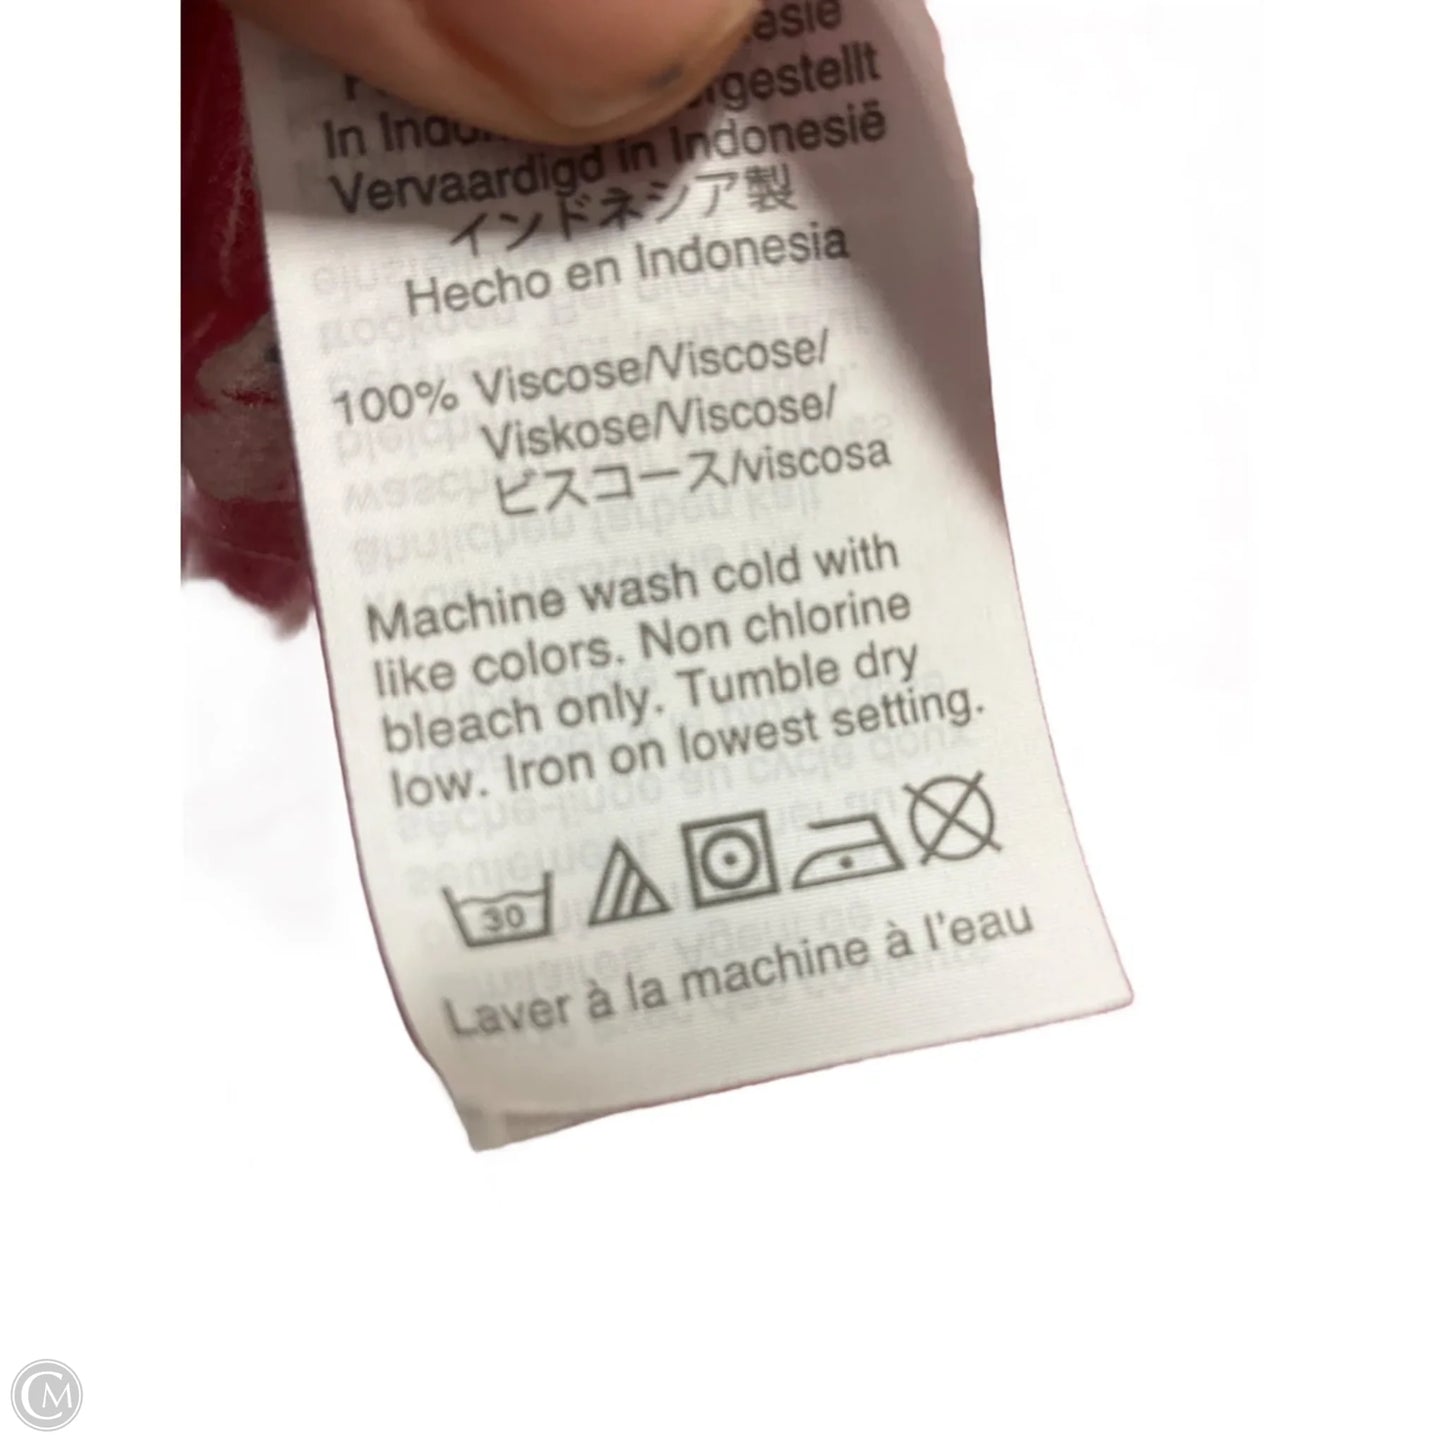 gestellt
In
Vervaardigd in Indonesië
インドネシア製
Hecho en Indonesia
100% Viscose/Viscose/
Viskose/Viscose/
ビスコース/viscosa
Machine wash cold with
like colors. Non chlorine
bleach only. Tumble dry
low. Iron on lowest setting.
30
Laver à la machine à l'eau
CM